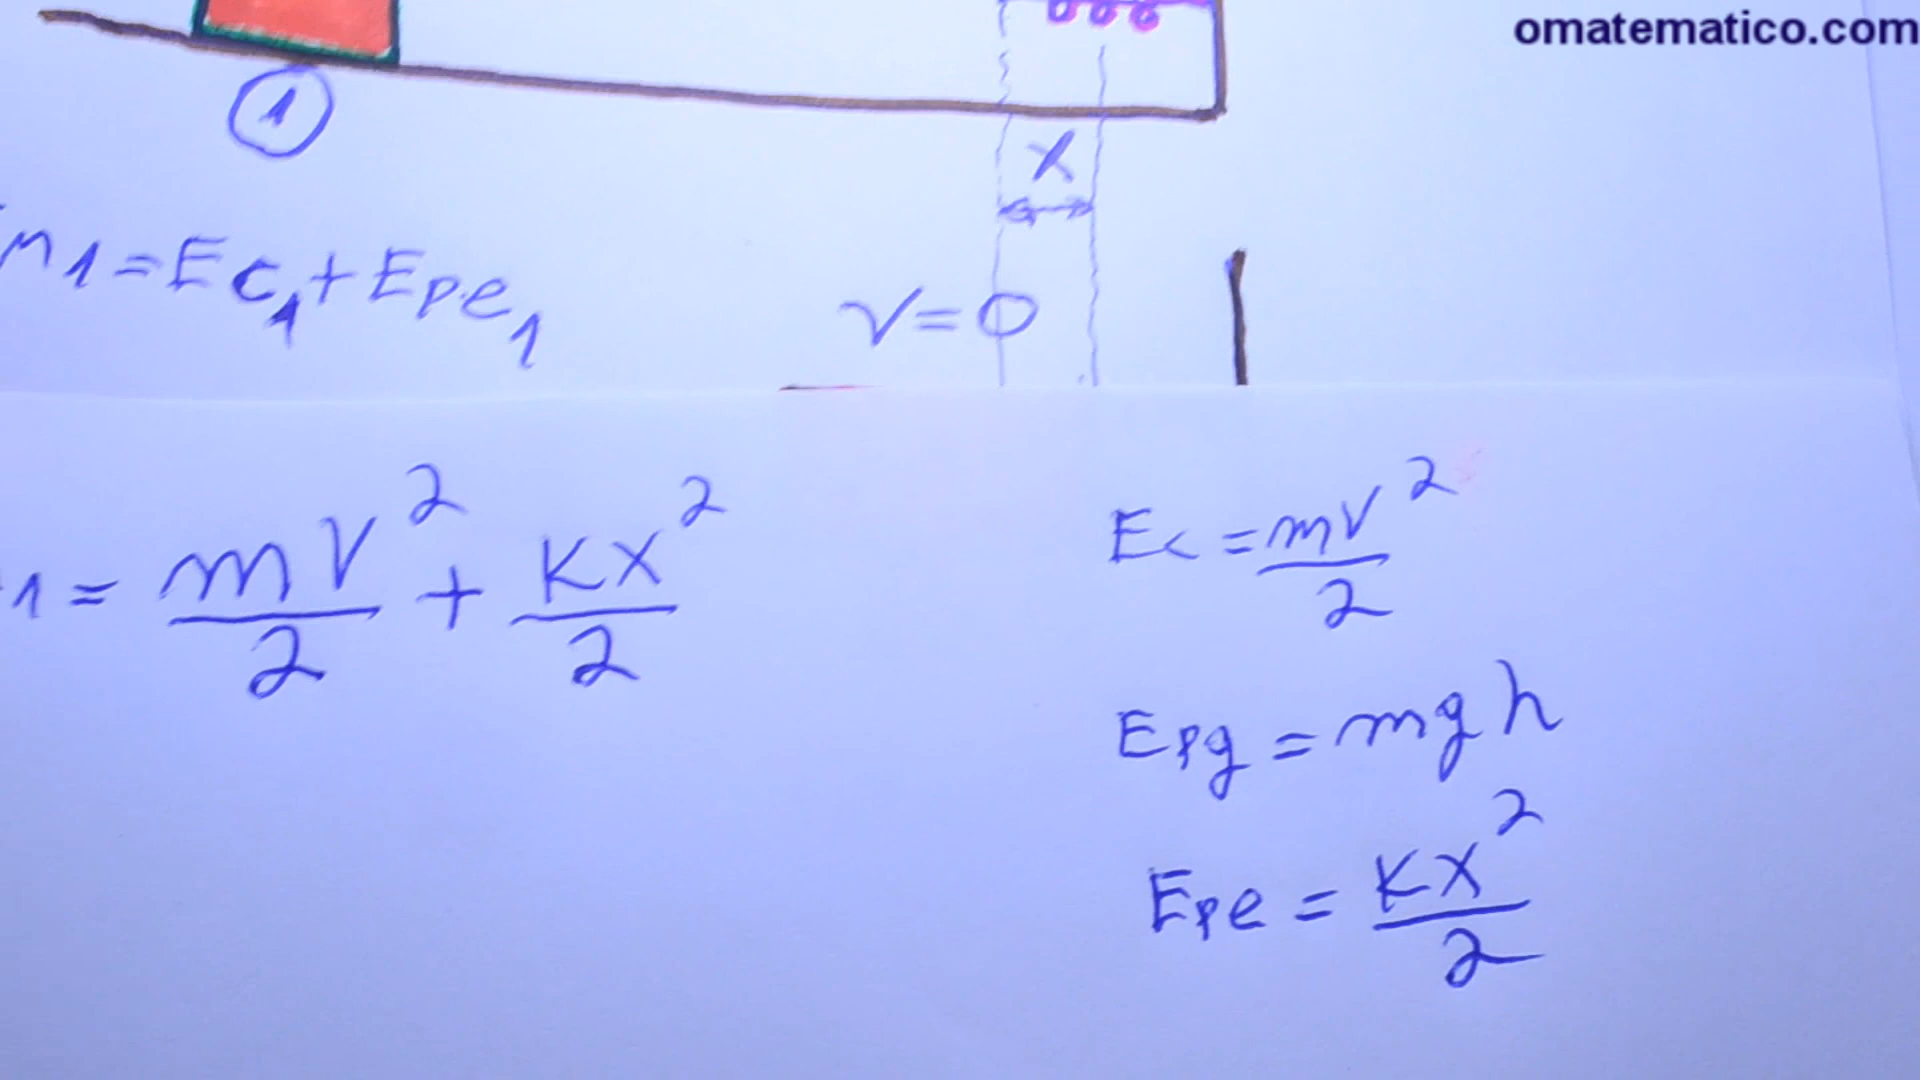 omatematico.com
1
x
m1 = Ec1 + Epe1
v = 0
1 = mv²/2 + kx²/2
Ec = mv²/2
Epg = mgh
Epe = kx²/2